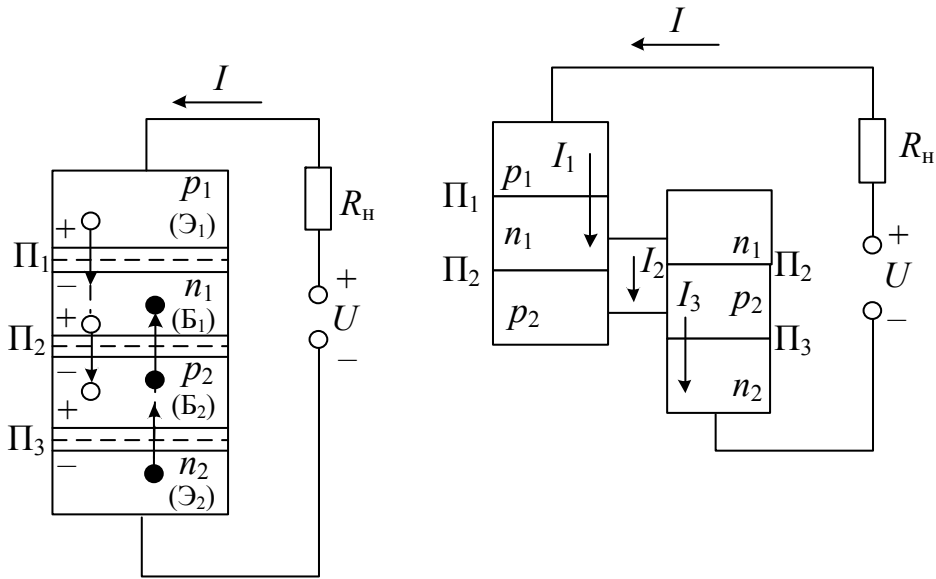 I
p₁
(Э₁)
+
П₁
−
n₁
(Б₁)
+
П₂
−
p₂
(Б₂)
+
П₃
−
n₂
(Э₂)
Rн
+
U
−
I
p₁
I₁
П₁
n₁
П₂
p₂
I₂
n₁
П₂
I₃
p₂
П₃
n₂
Rн
+
U
−